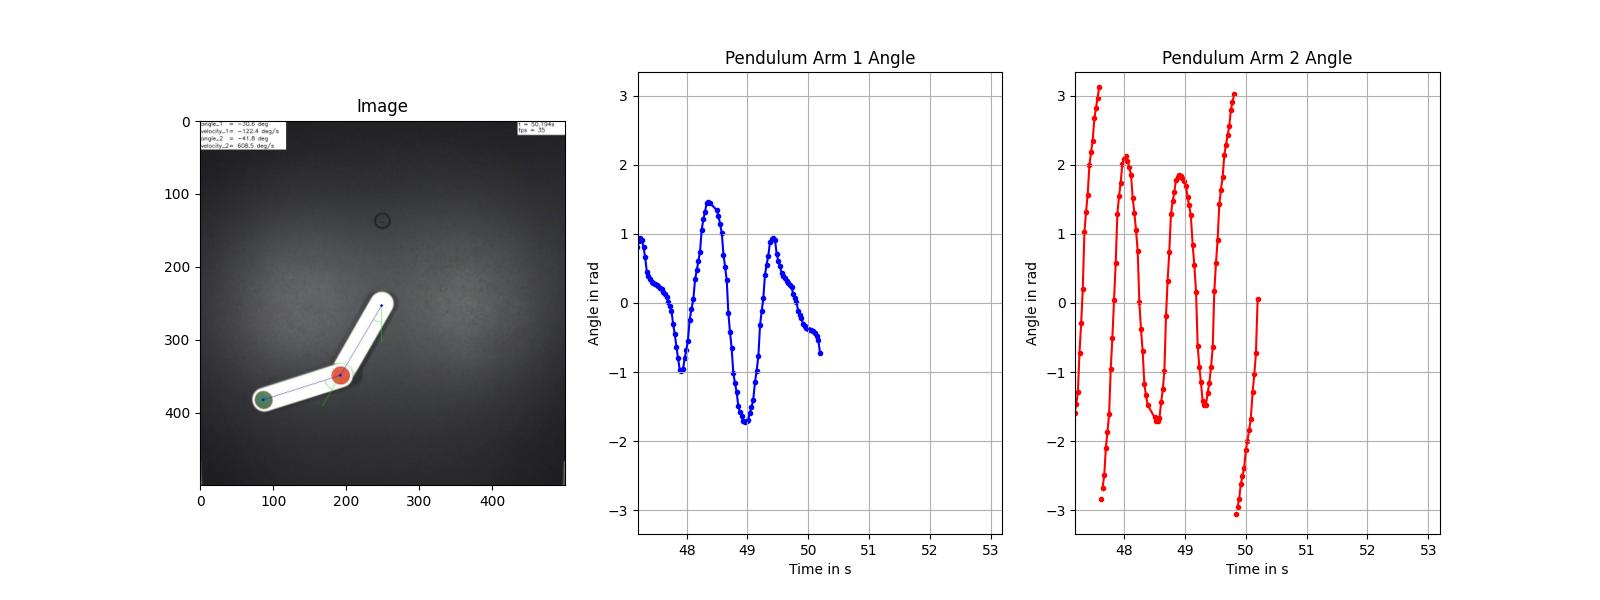 Image
Pendulum Arm 1 Angle
Pendulum Arm 2 Angle
angle_1 = -30.6 deg
velocity_1= -122.4 deg/s
angle_2 = -41.8 deg
velocity_2= 608.5 deg/s
t = 50.194s
fps = 35
0
100
200
300
400
0 100 200 300 400
Angle in rad
3
2
1
0
−1
−2
−3
48 49 50 51 52 53
Time in s
Angle in rad
3
2
1
0
−1
−2
−3
48 49 50 51 52 53
Time in s